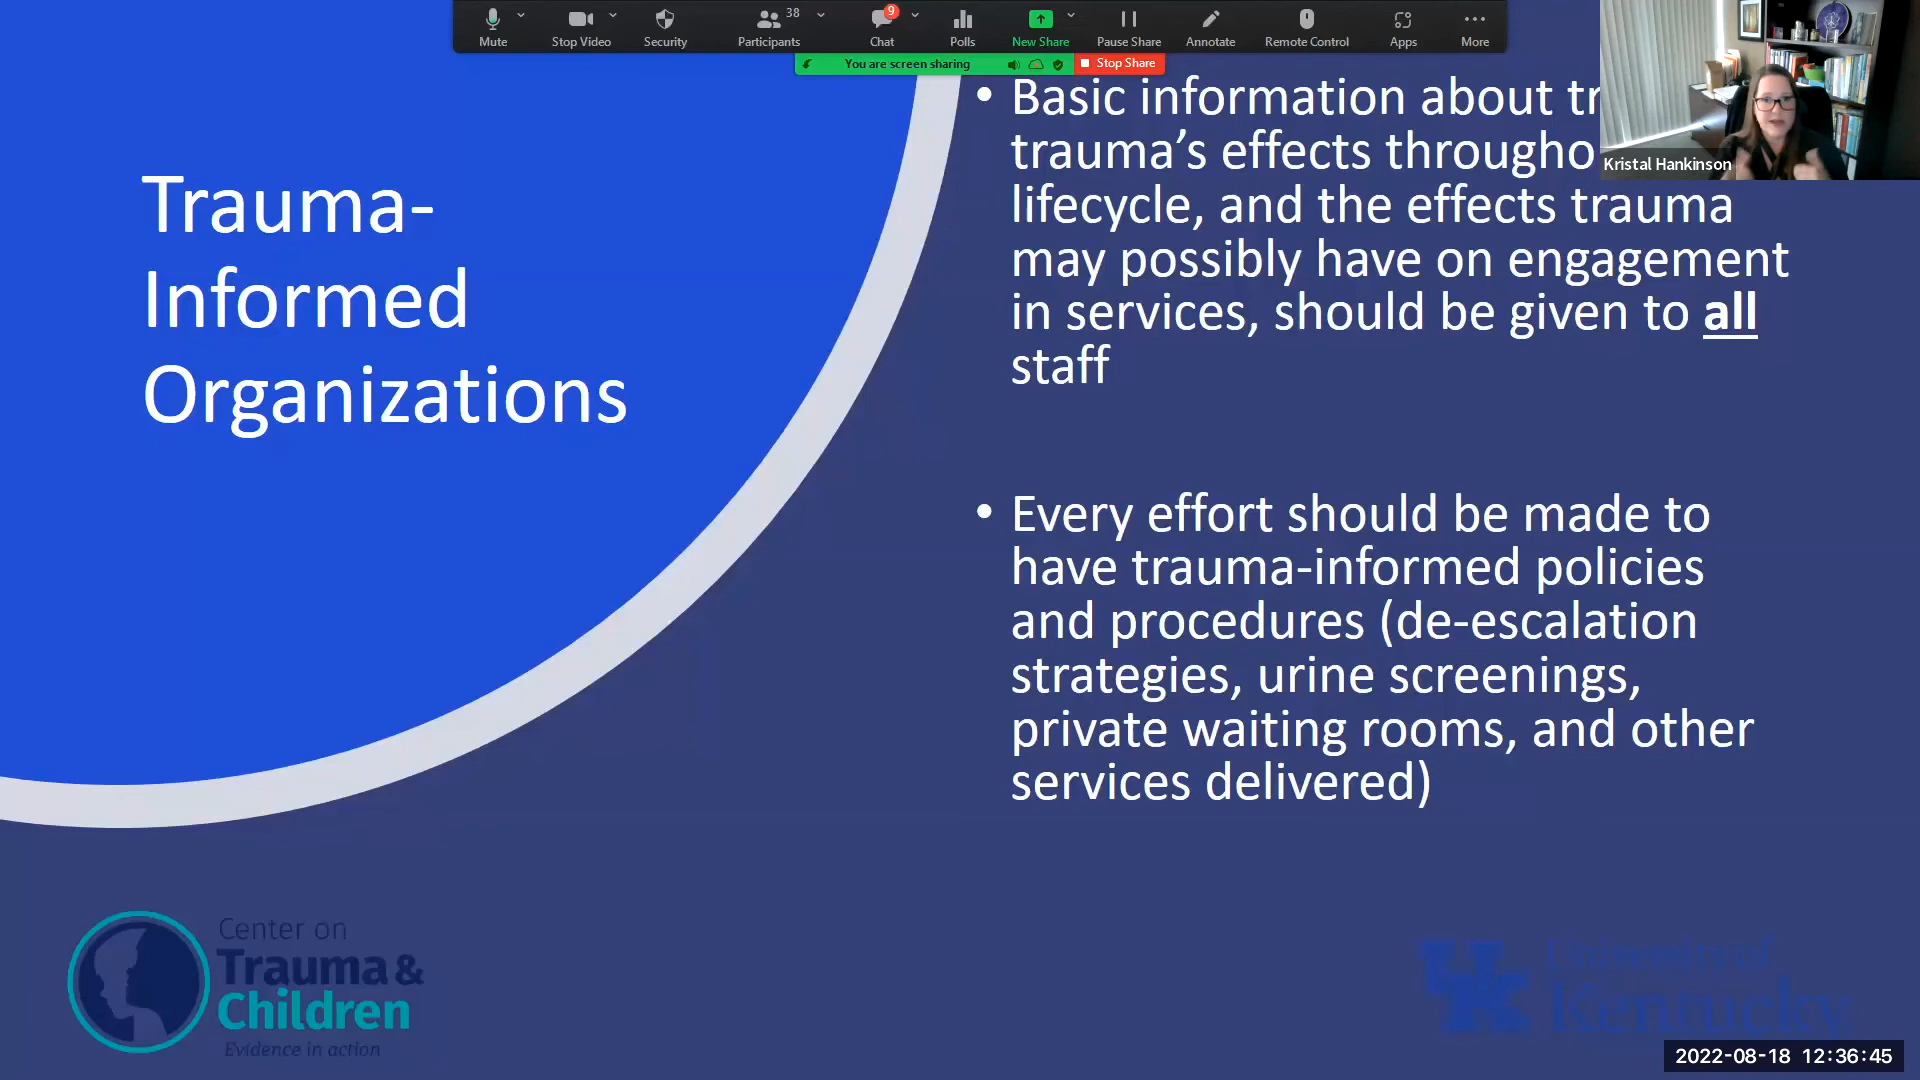 Mute
Stop Video
Security
38
Participants
9
Chat
Polls
New Share
Pause Share
Annotate
Remote Control
Apps
More
You are screen sharing
Stop Share
Kristal Hankinson
Trauma-
Informed
Organizations
• Basic information about
trauma’s effects
lifecycle, and the effects trauma
may possibly have on engagement
in services, should be given to all
staff
• Every effort should be made to
have trauma-informed policies
and procedures (de-escalation
strategies, urine screenings,
private waiting rooms, and other
services delivered)
Center on
Trauma &
Children
Evidence in action
University of
Kentucky
2022-08-18 12:36:45